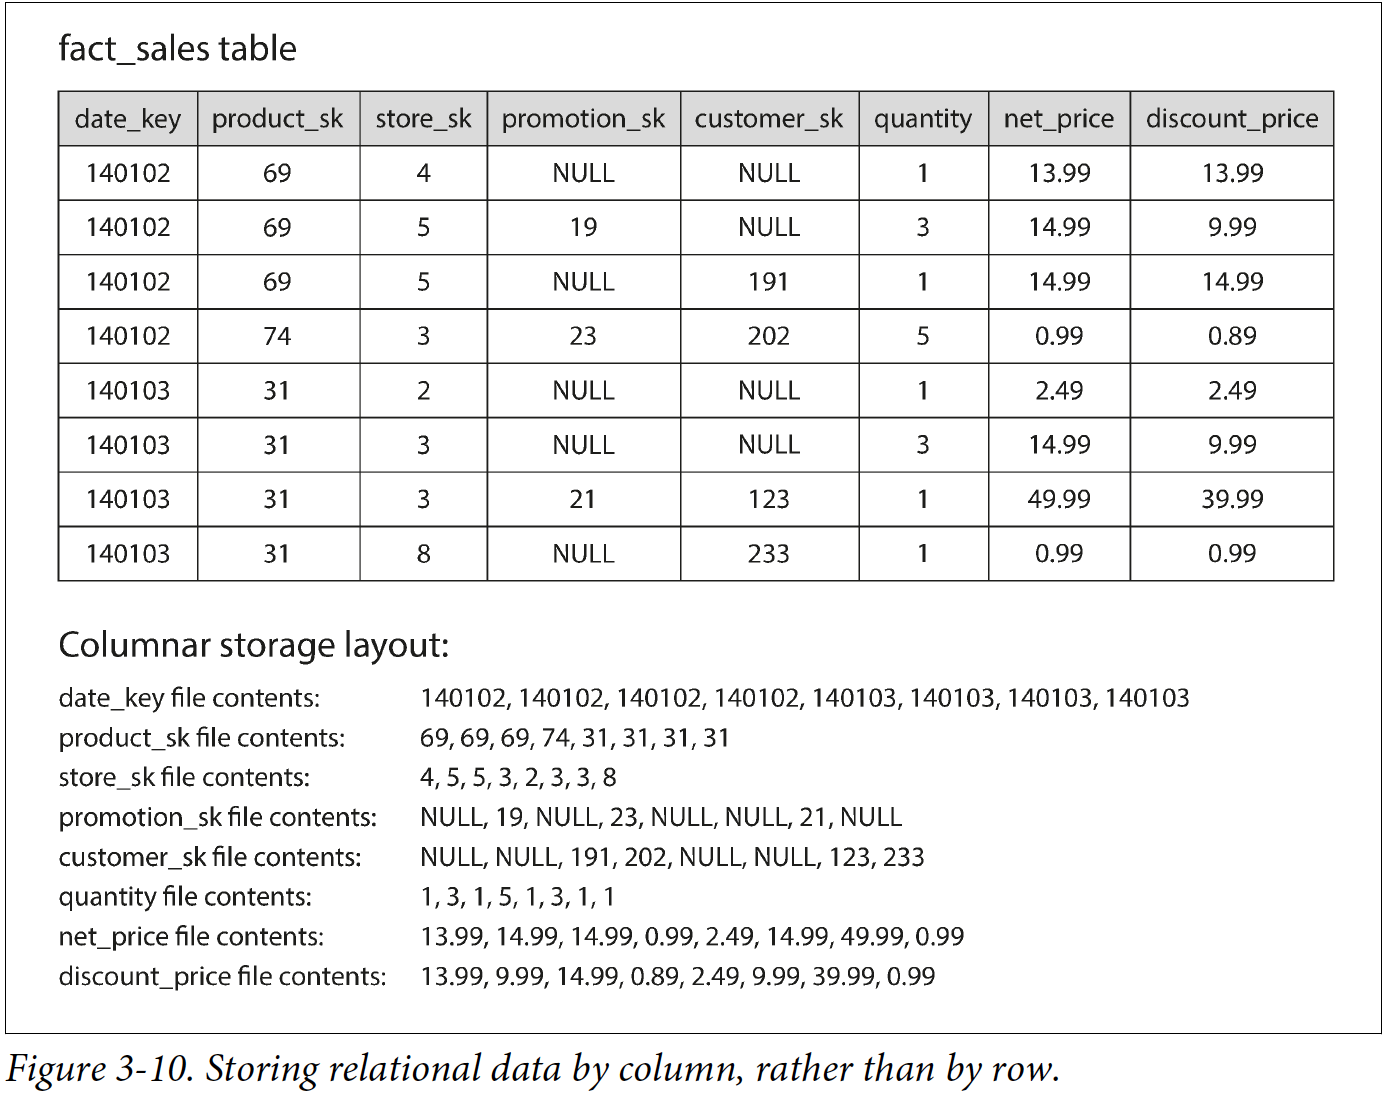 fact_sales table
date_key product_sk store_sk promotion_sk customer_sk quantity net_price discount_price
140102 69 4 NULL NULL 1 13.99 13.99
140102 69 5 19 NULL 3 14.99 9.99
140102 69 5 NULL 191 1 14.99 14.99
140102 74 3 23 202 5 0.99 0.89
140103 31 2 NULL NULL 1 2.49 2.49
140103 31 3 NULL NULL 3 14.99 9.99
140103 31 3 21 123 1 49.99 39.99
140103 31 8 NULL 233 1 0.99 0.99
Columnar storage layout:
date_key file contents: 140102, 140102, 140102, 140102, 140103, 140103, 140103, 140103
product_sk file contents: 69, 69, 69, 74, 31, 31, 31, 31
store_sk file contents: 4, 5, 5, 3, 2, 3, 3, 8
promotion_sk file contents: NULL, 19, NULL, 23, NULL, NULL, 21, NULL
customer_sk file contents: NULL, NULL, 191, 202, NULL, NULL, 123, 233
quantity file contents: 1, 3, 1, 5, 1, 3, 1, 1
net_price file contents: 13.99, 14.99, 14.99, 0.99, 2.49, 14.99, 49.99, 0.99
discount_price file contents: 13.99, 9.99, 14.99, 0.89, 2.49, 9.99, 39.99, 0.99
Figure 3-10. Storing relational data by column, rather than by row.